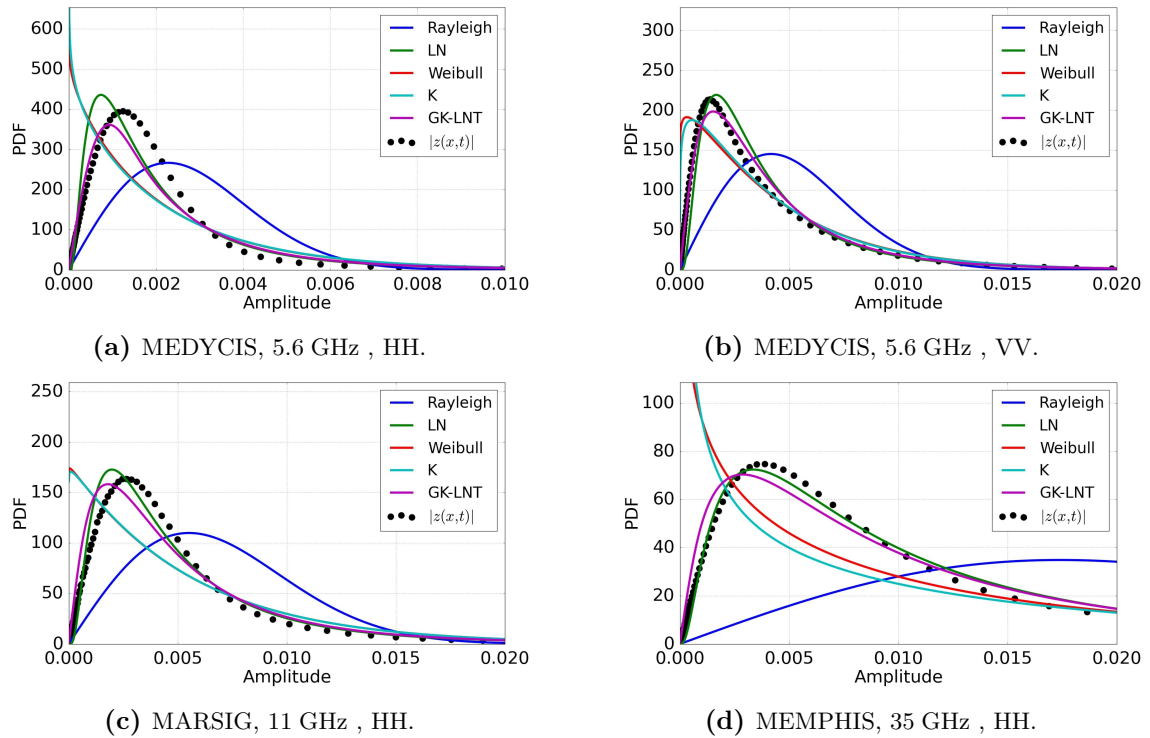 PDF
600
500
400
300
200
100
0
0.000
0.002
0.004
0.006
0.008
0.010
Amplitude
Rayleigh
LN
Weibull
K
GK-LNT
|z(x,t)|
(a) MEDYCIS, 5.6 GHz , HH.
PDF
300
250
200
150
100
50
0
0.000
0.005
0.010
0.015
0.020
Amplitude
Rayleigh
LN
Weibull
K
GK-LNT
|z(x,t)|
(b) MEDYCIS, 5.6 GHz , VV.
PDF
250
200
150
100
50
0
0.000
0.005
0.010
0.015
0.020
Amplitude
Rayleigh
LN
Weibull
K
GK-LNT
|z(x,t)|
(c) MARSIG, 11 GHz , HH.
PDF
100
80
60
40
20
0
0.000
0.005
0.010
0.015
0.020
Amplitude
Rayleigh
LN
Weibull
K
GK-LNT
|z(x,t)|
(d) MEMPHIS, 35 GHz , HH.